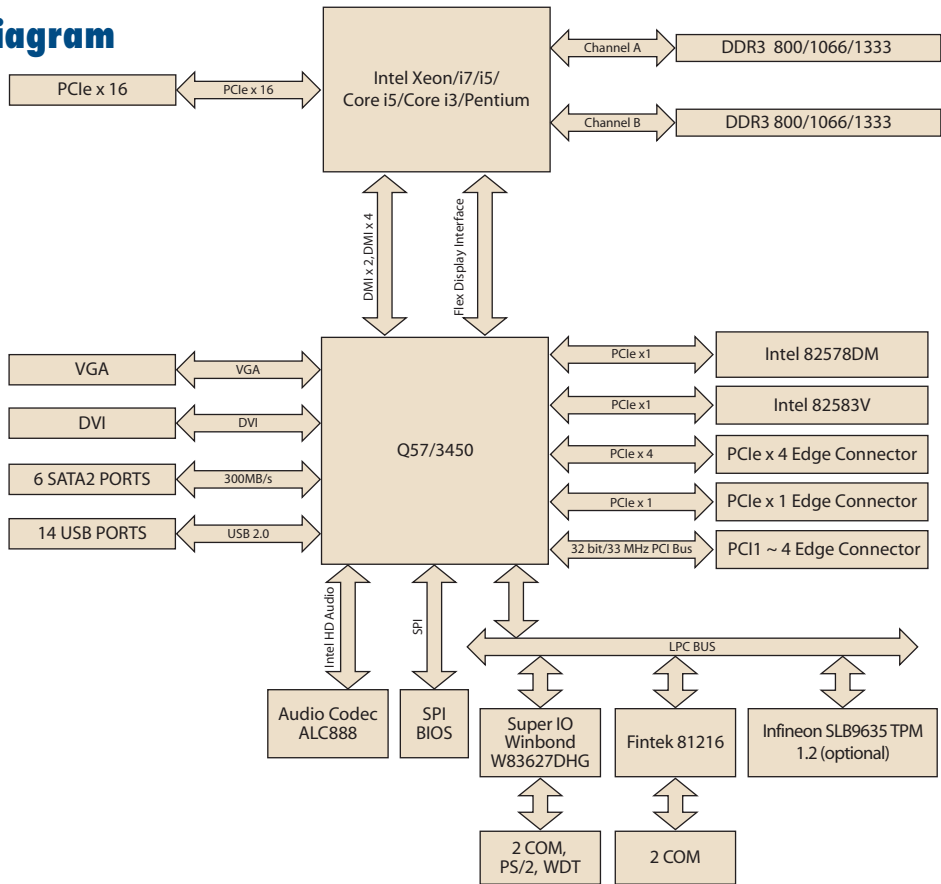 iagram
PCIe x 16
PCIe x 16
Intel Xeon/i7/i5/
Core i5/Core i3/Pentium
Channel A
DDR3 800/1066/1333
Channel B
DDR3 800/1066/1333
DMI x 2,DMI x 4
Flex Display Interface
VGA
VGA
DVI
DVI
6 SATA2 PORTS
300MB/s
14 USB PORTS
USB 2.0
Q57/3450
PCIe x1
Intel 82578DM
PCIe x1
Intel 82583V
PCIe x 4
PCIe x 4 Edge Connector
PCIe x 1
PCIe x 1 Edge Connector
32 bit/33 MHz PCI Bus
PCI1 ~ 4 Edge Connector
Intel HD Audio
SPI
LPC BUS
Audio Codec
ALC888
SPI
BIOS
Super IO
Winbond
W83627DHG
Fintek 81216
Infineon SLB9635 TPM
1.2 (optional)
2 COM,
PS/2, WDT
2 COM